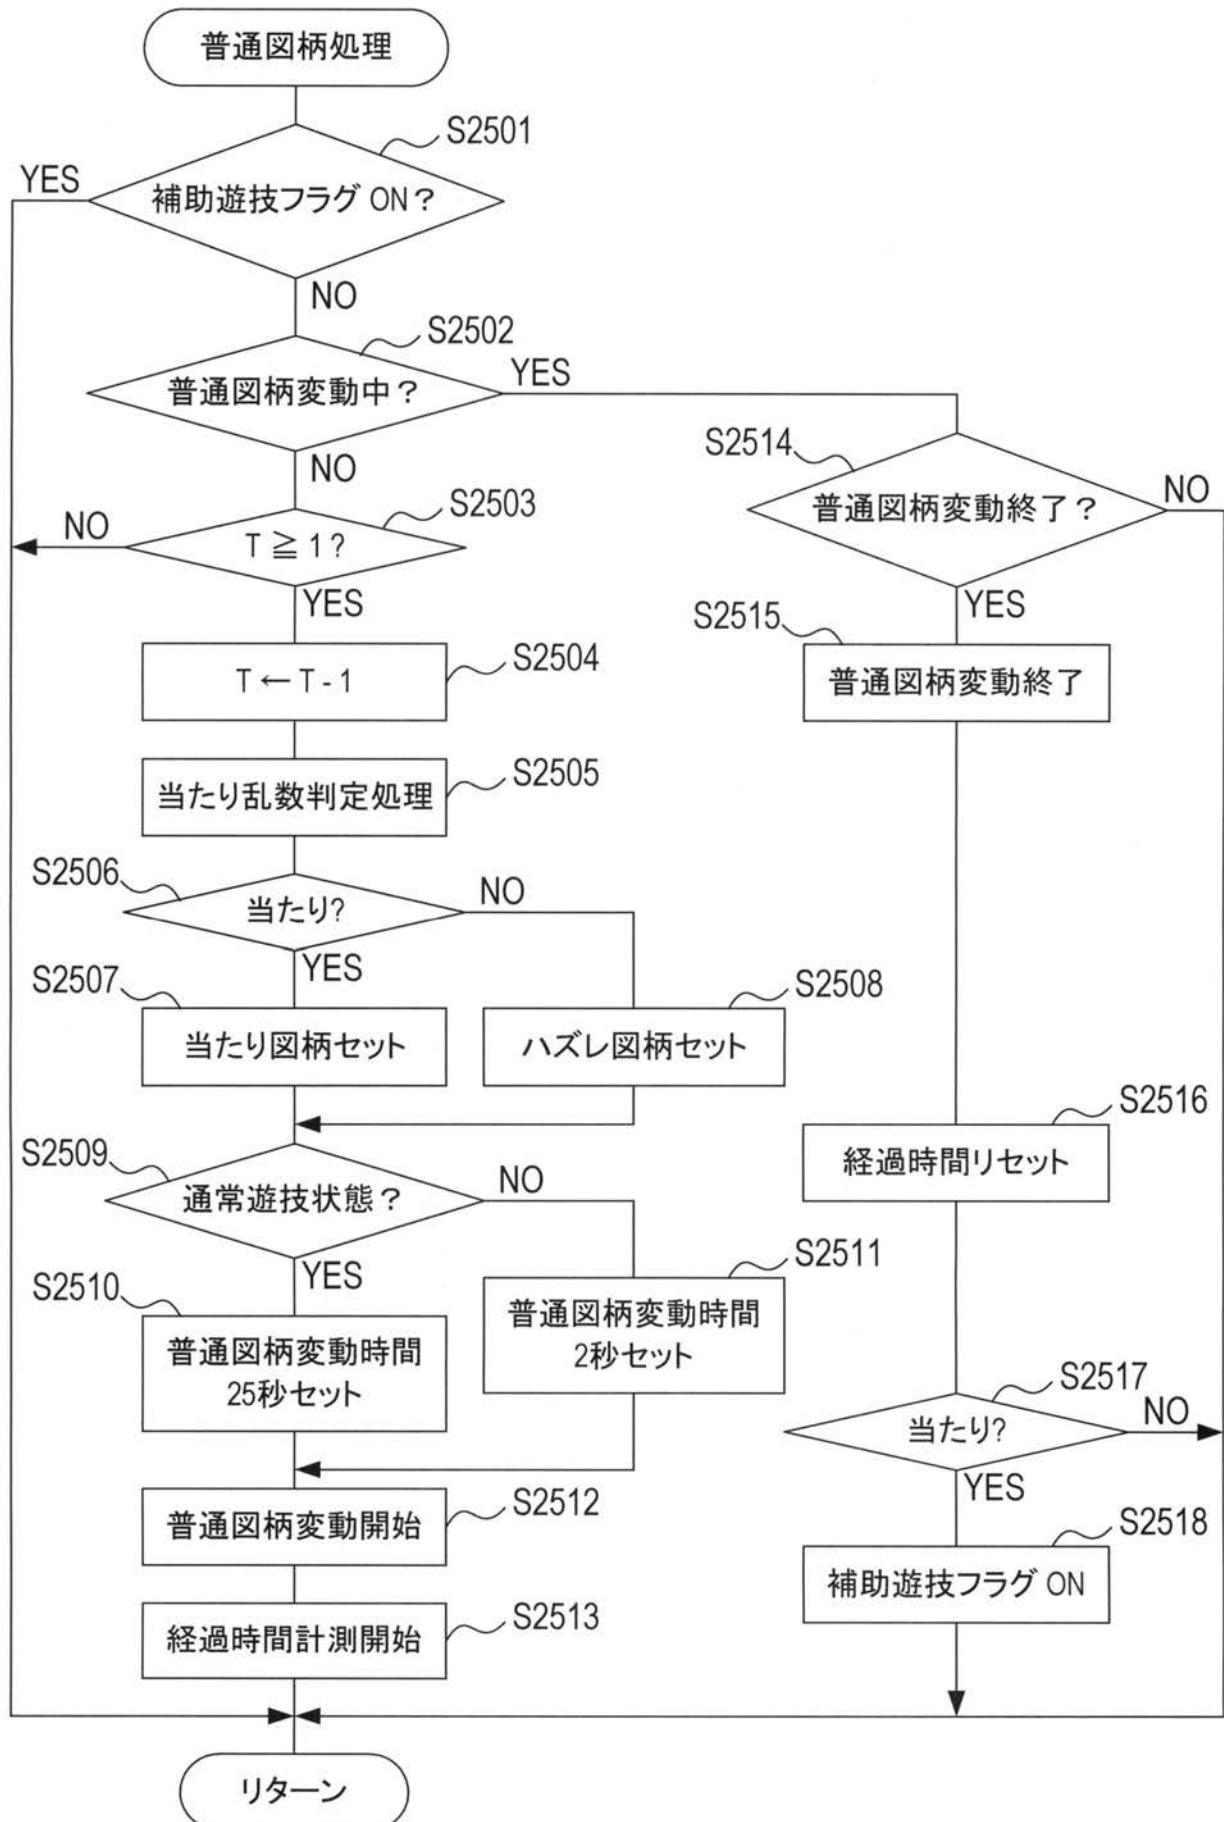 普通図柄処理
S2501
YES
補助遊技フラグ ON？
NO
S2502
普通図柄変動中？
YES
NO
S2514
普通図柄変動終了？
NO
S2503
NO
T ≧ 1？
YES
YES
S2515
普通図柄変動終了
S2504
T ← T - 1
S2505
当たり乱数判定処理
S2506
当たり？
NO
YES
S2507
当たり図柄セット
S2508
ハズレ図柄セット
S2516
経過時間リセット
S2509
通常遊技状態？
NO
YES
S2510
普通図柄変動時間
25秒セット
S2511
普通図柄変動時間
2秒セット
S2517
当たり？
NO
YES
S2512
普通図柄変動開始
S2518
補助遊技フラグ ON
S2513
経過時間計測開始
リターン